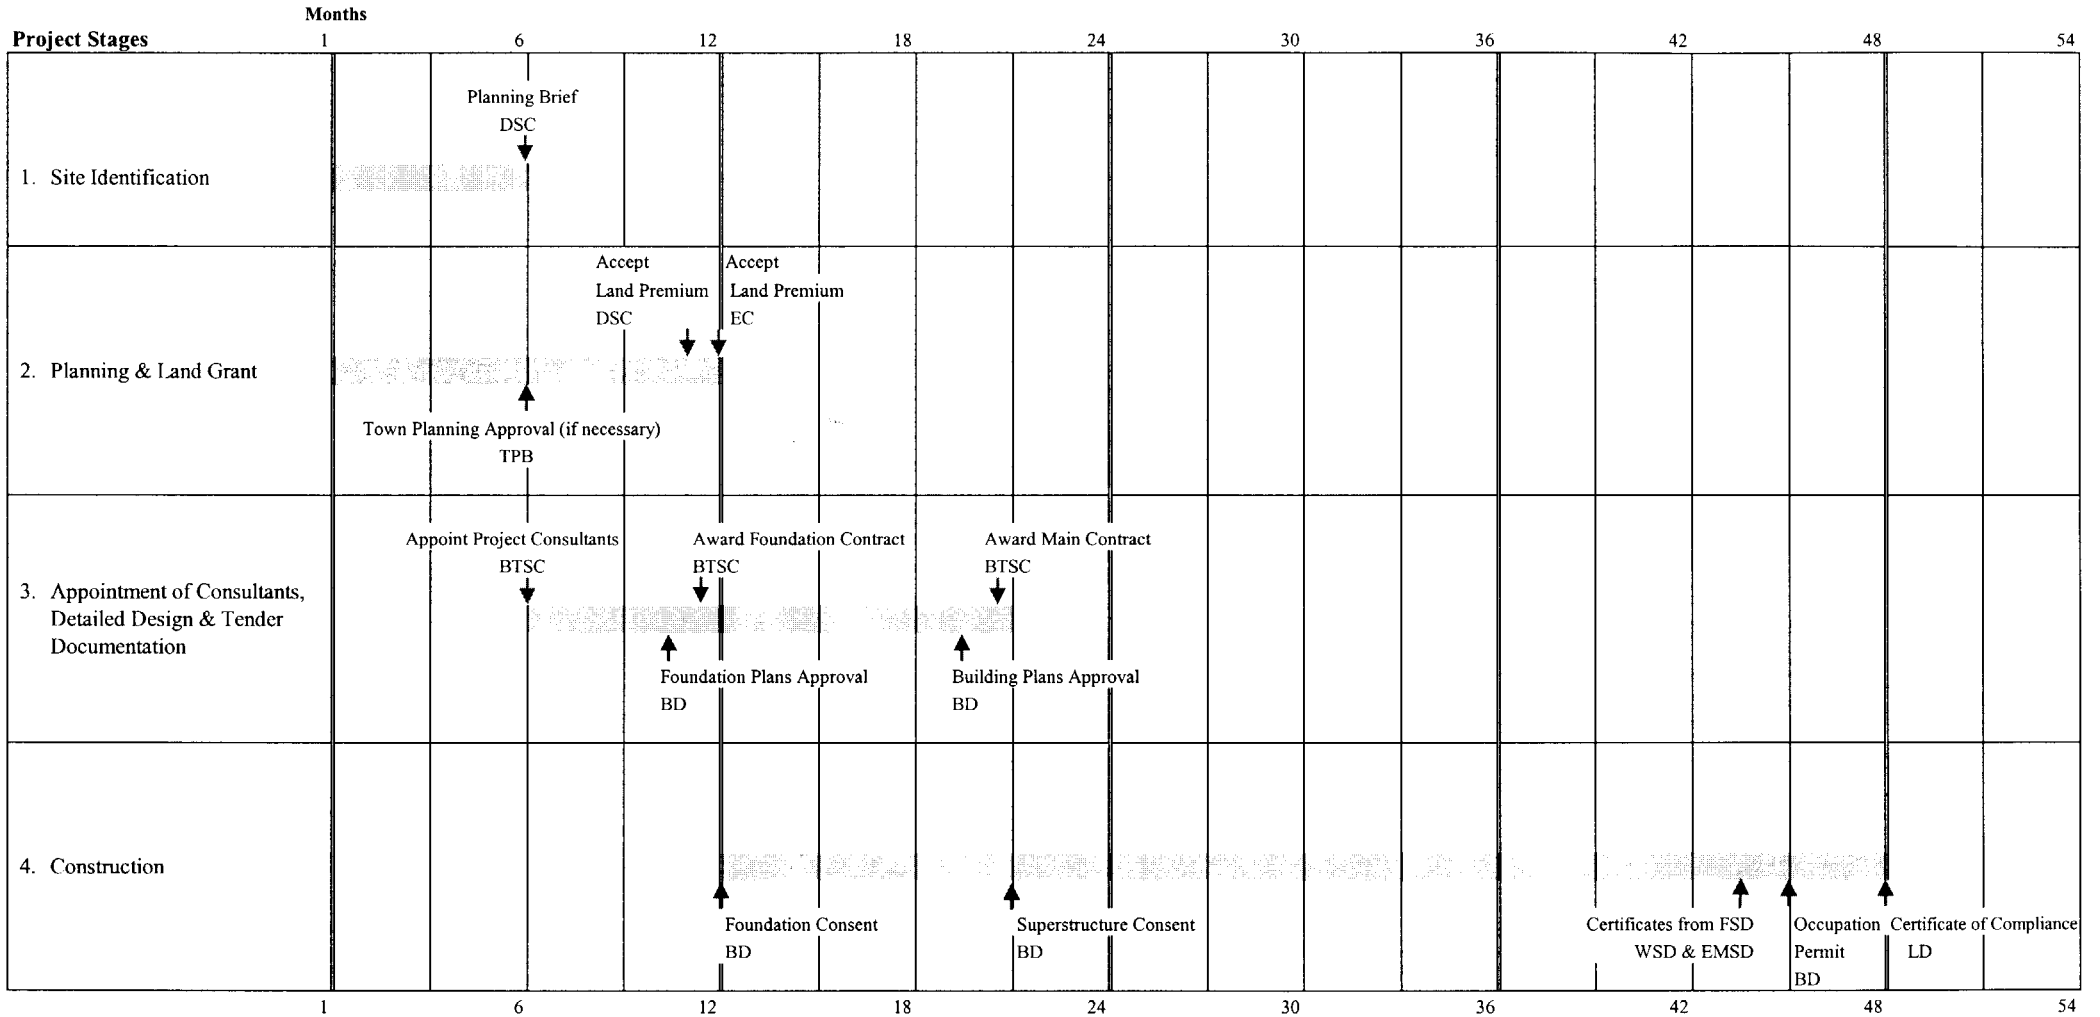 Months
Project Stages 1 6 12 18 24 30 36 42 48 54
Planning Brief
DSC
1. Site Identification
Accept Accept
Land Premium Land Premium
DSC EC
2. Planning & Land Grant
Town Planning Approval (if necessary)
TPB
Appoint Project Consultants Award Foundation Contract Award Main Contract
BTSC BTSC BTSC
3. Appointment of Consultants,
Detailed Design & Tender
Documentation
Foundation Plans Approval Building Plans Approval
BD BD
4. Construction
Foundation Consent Superstructure Consent Certificates from FSD Occupation Certificate of Compliance
BD BD WSD & EMSD Permit LD
BD
1 6 12 18 24 30 36 42 48 54